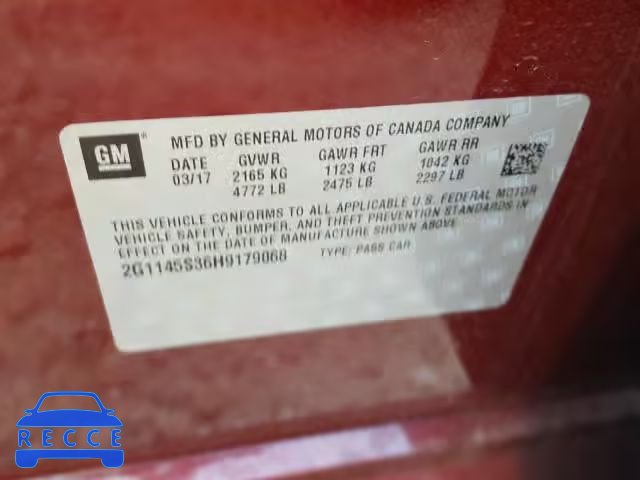 GM
MFD BY GENERAL MOTORS OF CANADA COMPANY
DATE GVWR GAWR FRT GAWR RR
03/17 2165 KG 1123 KG 1042 KG
4772 LB 2475 LB 2297 LB
THIS VEHICLE CONFORMS TO ALL APPLICABLE U.S. FEDERAL MOTOR
VEHICLE SAFETY, BUMPER, AND THEFT PREVENTION STANDARDS IN
EFFECT ON THE DATE OF MANUFACTURE SHOWN ABOVE.
2G1145S36H9179868 TYPE: PASS CAR
RECCE